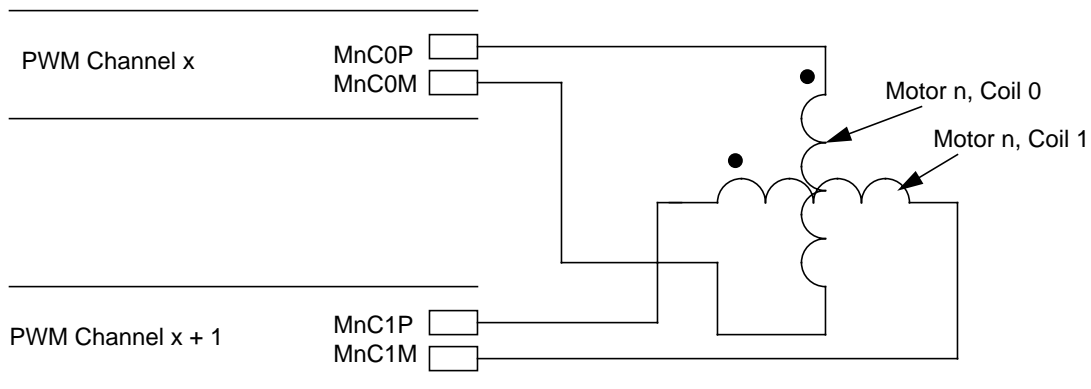 PWM Channel x
MnC0P
MnC0M
Motor n, Coil 0
Motor n, Coil 1
PWM Channel x + 1
MnC1P
MnC1M